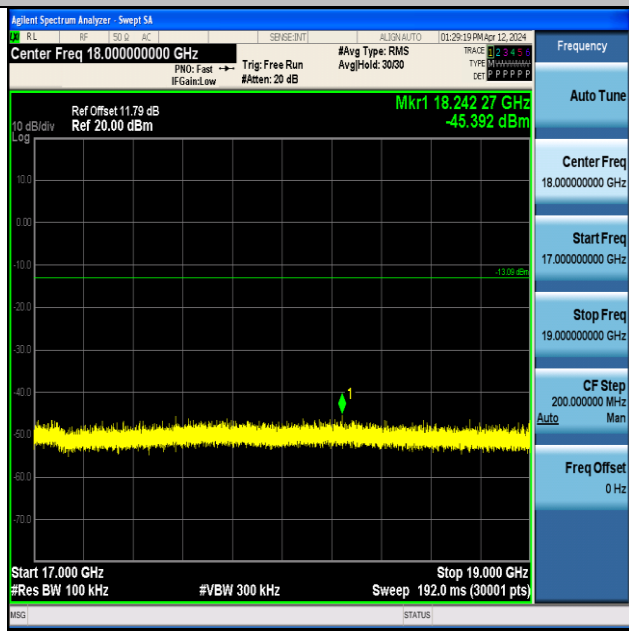 Agilent Spectrum Analyzer - Swept SA
RL RF 50 Ω AC SENSE:INT ALIGN AUTO 01:29:19 PM Apr 12, 2024
Center Freq 18.000000000 GHz
PNO: Fast
IFGain:Low
Trig: Free Run
#Atten: 20 dB
#Avg Type: RMS
Avg|Hold: 30/30
TRACE 1 2 3 4 5 6
TYPE M
DET P P P P P P
Mkr1 18.242 27 GHz
-45.392 dBm
Ref Offset 11.79 dB
10 dB/div Ref 20.00 dBm
Log
10.0
0.00
-10.0
-13.09 dBm
-20.0
-30.0
-40.0
1
-50.0
-60.0
-70.0
Start 17.000 GHz Stop 19.000 GHz
#Res BW 100 kHz #VBW 300 kHz Sweep 192.0 ms (30001 pts)
MSG STATUS
Frequency
Auto Tune
Center Freq
18.000000000 GHz
Start Freq
17.000000000 GHz
Stop Freq
19.000000000 GHz
CF Step
200.000000 MHz
Auto Man
Freq Offset
0 Hz